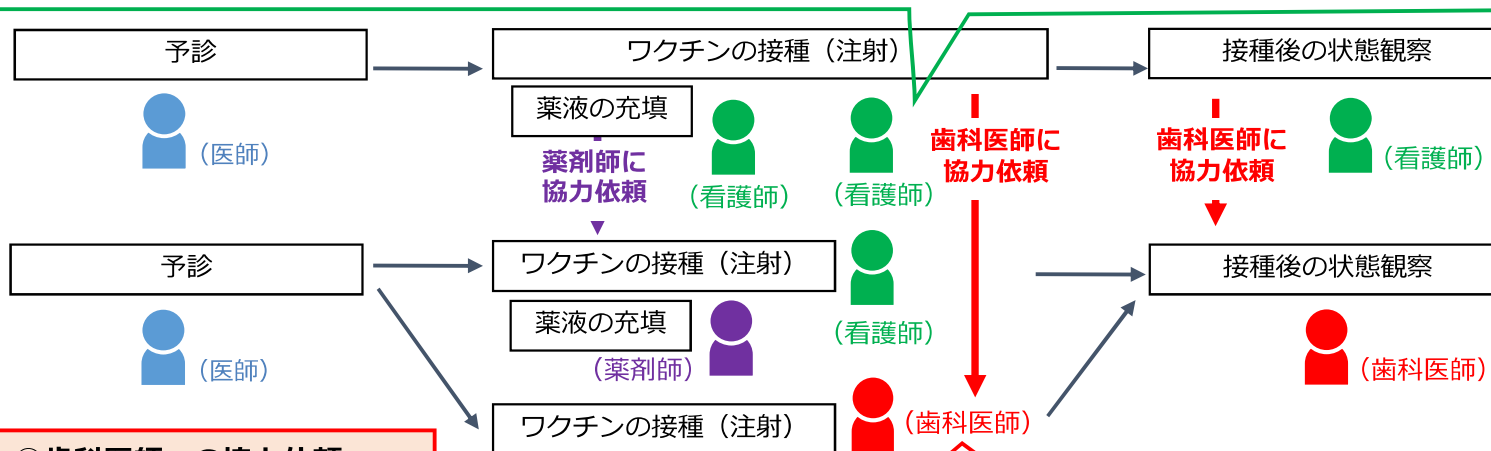 予診
ワクチンの接種（注射）
接種後の状態観察
薬液の充填
（医師）
薬剤師に
協力依頼
（看護師）
（看護師）
歯科医師に
協力依頼
歯科医師に
協力依頼
（看護師）
予診
ワクチンの接種（注射）
接種後の状態観察
薬液の充填
（医師）
（薬剤師）
（看護師）
（歯科医師）
ワクチンの接種（注射）
（歯科医師）